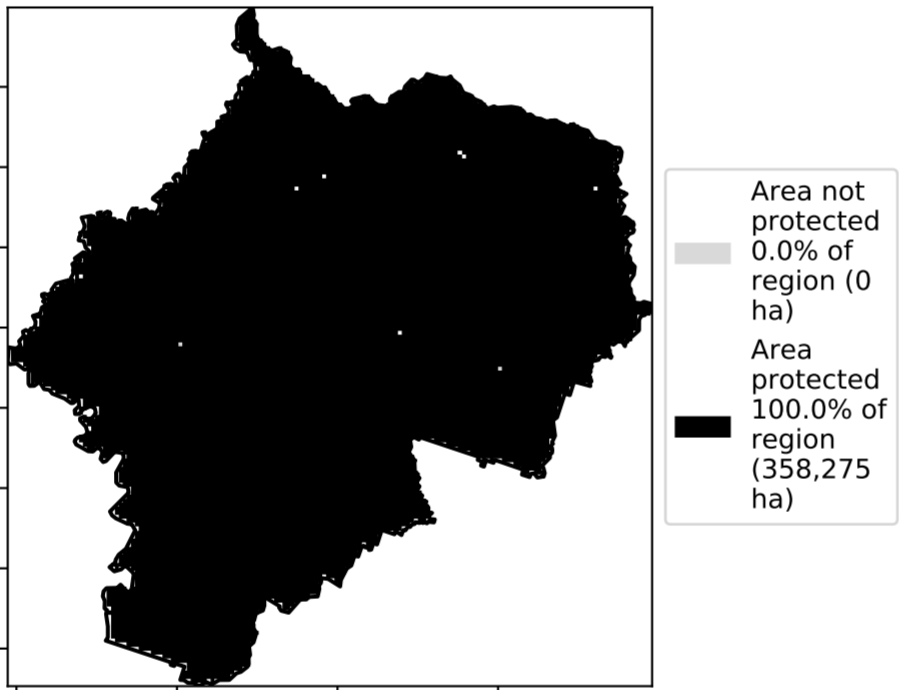 Area not
protected
0.0% of
region (0
ha)
Area
protected
100.0% of
region
(358,275
ha)